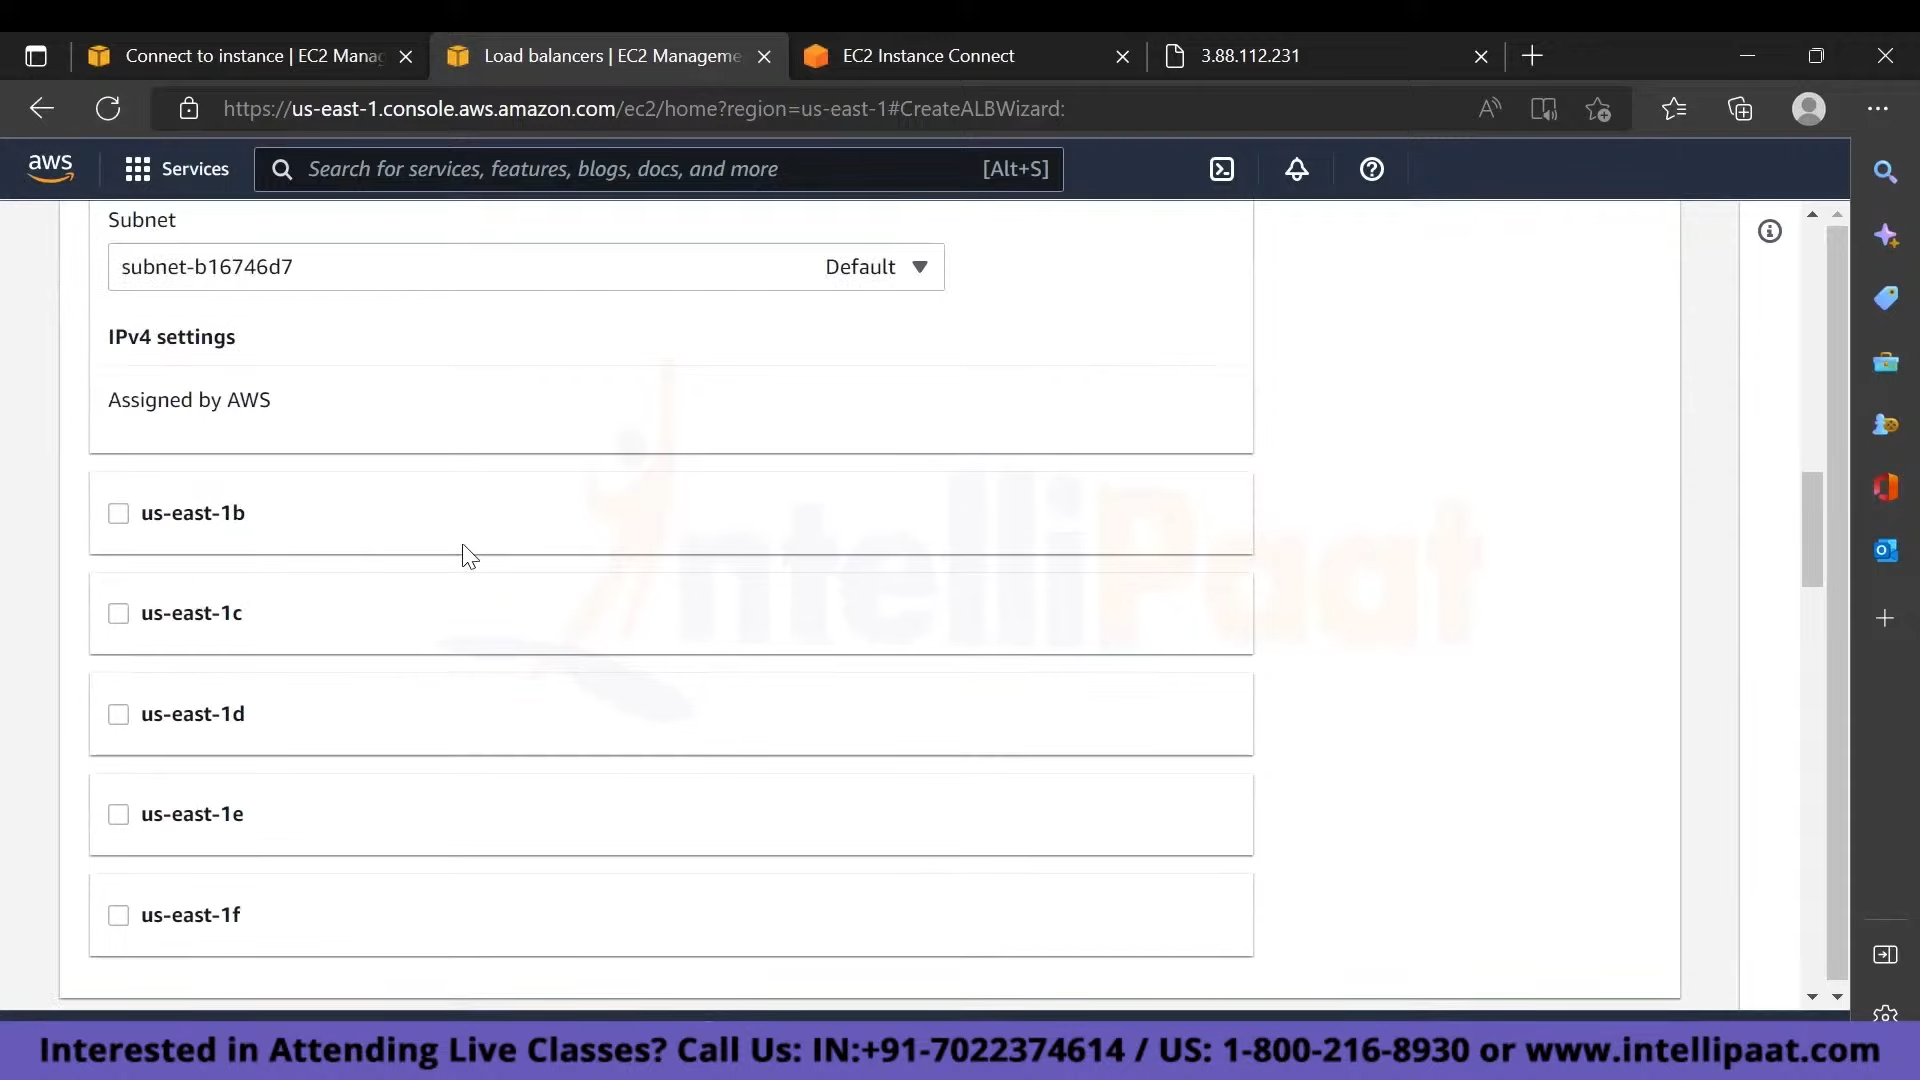 Connect to instance | EC2 Manag
Load balancers | EC2 Manageme
EC2 Instance Connect
3.88.112.231
https://us-east-1.console.aws.amazon.com/ec2/home?region=us-east-1#CreateALBWizard:
aws
Services
Search for services, features, blogs, docs, and more
[Alt+S]
Subnet
subnet-b16746d7
Default
IPv4 settings
Assigned by AWS
us-east-1b
us-east-1c
us-east-1d
us-east-1e
us-east-1f
IntelliPaat
Interested in Attending Live Classes? Call Us: IN:+91-7022374614 / US: 1-800-216-8930 or www.intellipaat.com